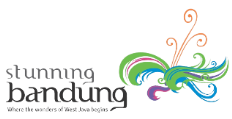 stunning
bandung
Where the wonders of West Java begins